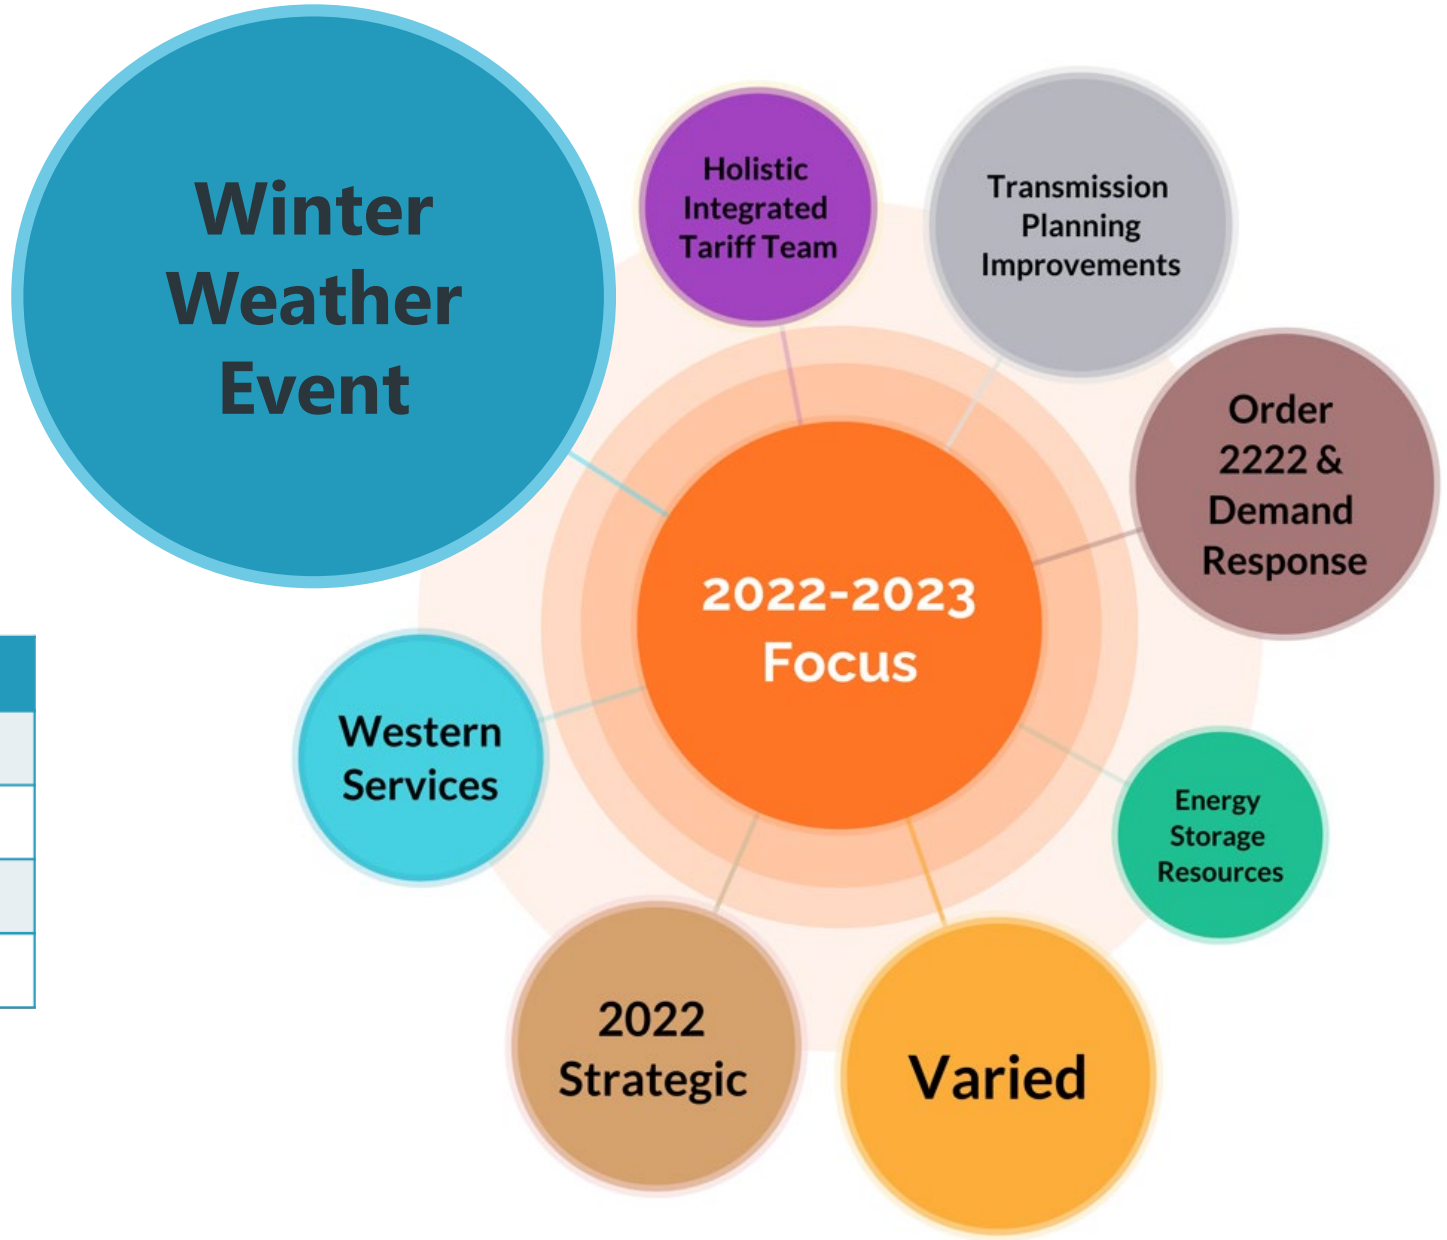 Winter
Weather
Event
Holistic
Integrated
Tariff Team
Transmission
Planning
Improvements
Order
2222 &
Demand
Response
2022-2023
Focus
Western
Services
Energy
Storage
Resources
2022
Strategic
Varied